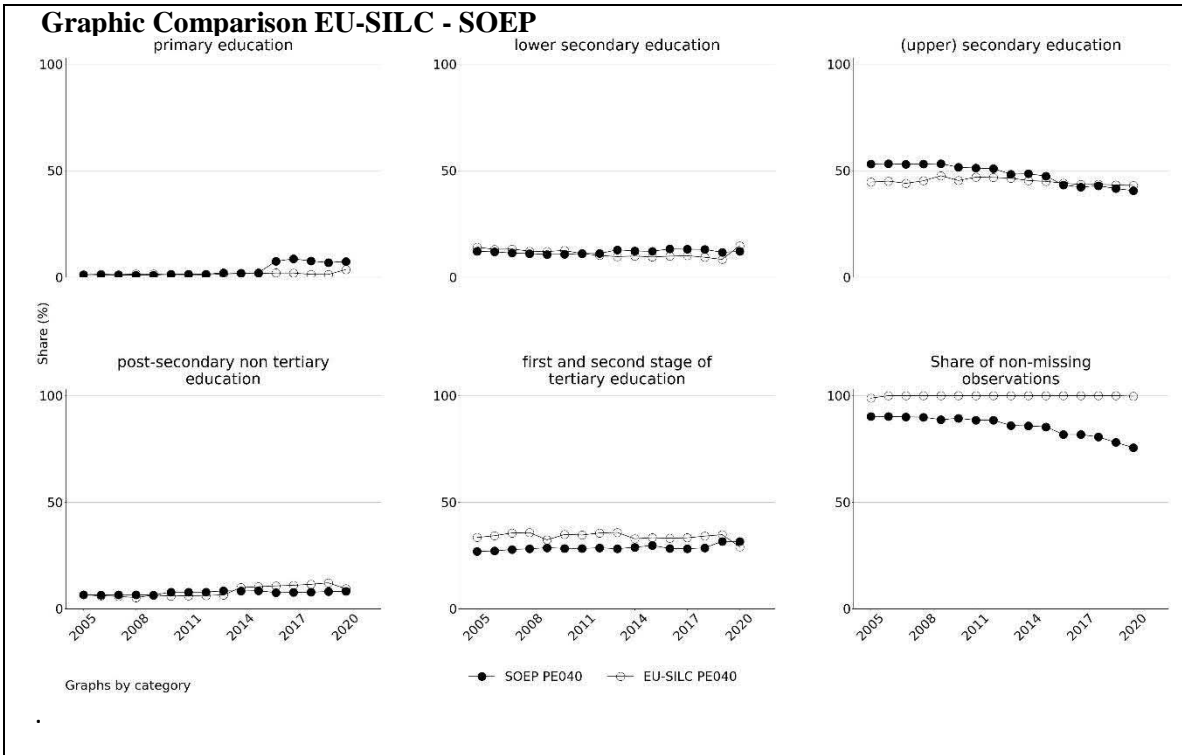 Graphic Comparison EU-SILC - SOEP
primary education
lower secondary education
(upper) secondary education
100
50
0
100
50
0
100
50
0
Share (%)
post-secondary non tertiary
education
first and second stage of
tertiary education
Share of non-missing
observations
100
50
0
2005
2008
2011
2014
2017
2020
100
50
0
2005
2008
2011
2014
2017
2020
100
50
0
2005
2008
2011
2014
2017
2020
SOEP PE040
EU-SILC PE040
Graphs by category
.